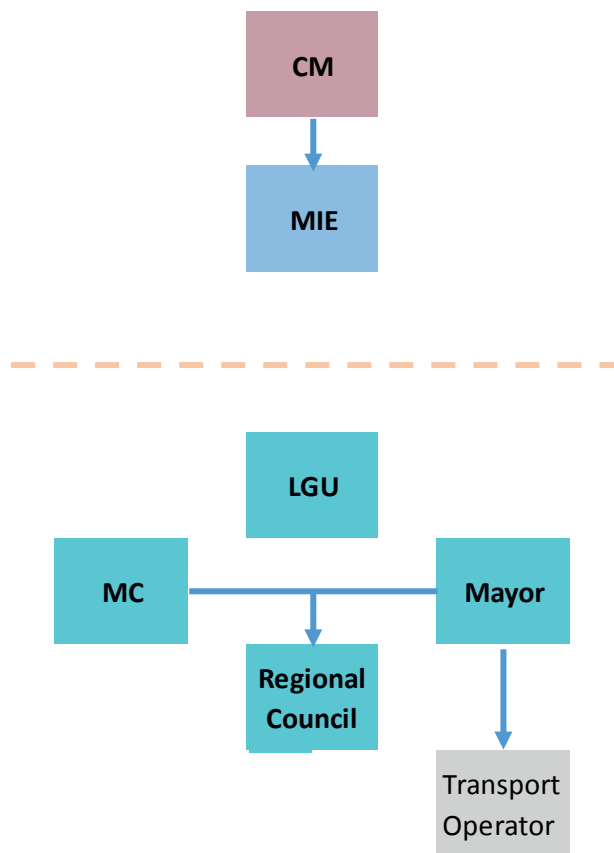 CM
MIE
LGU
MC
Mayor
Regional
Council
Transport
Operator